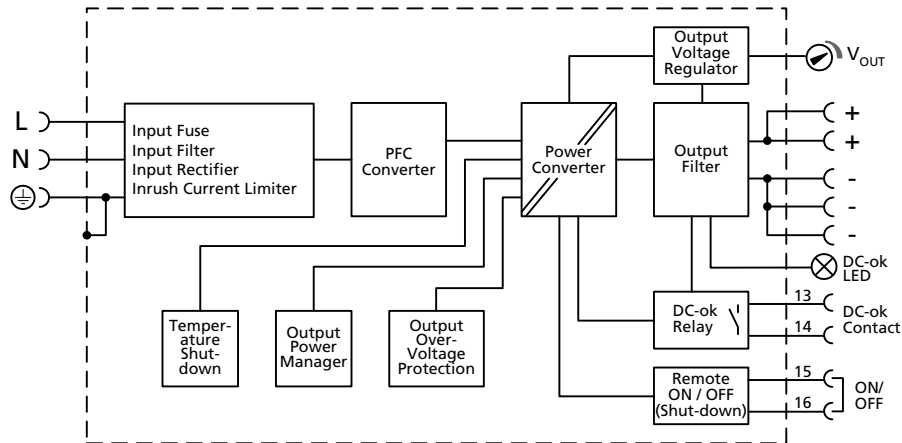 Output
Voltage
Regulator
V OUT
L
N
Input Fuse
Input Filter
Input Rectifier
Inrush Current Limiter
PFC
Converter
Power
Converter
Output
Filter
+
+
-
-
-
DC-ok
LED
Temper-
ature
Shut-
down
Output
Power
Manager
Output
Over-
Voltage
Protection
DC-ok
Relay
13
14
DC-ok
Contact
Remote
ON / OFF
(Shut-down)
15
16
ON/
OFF